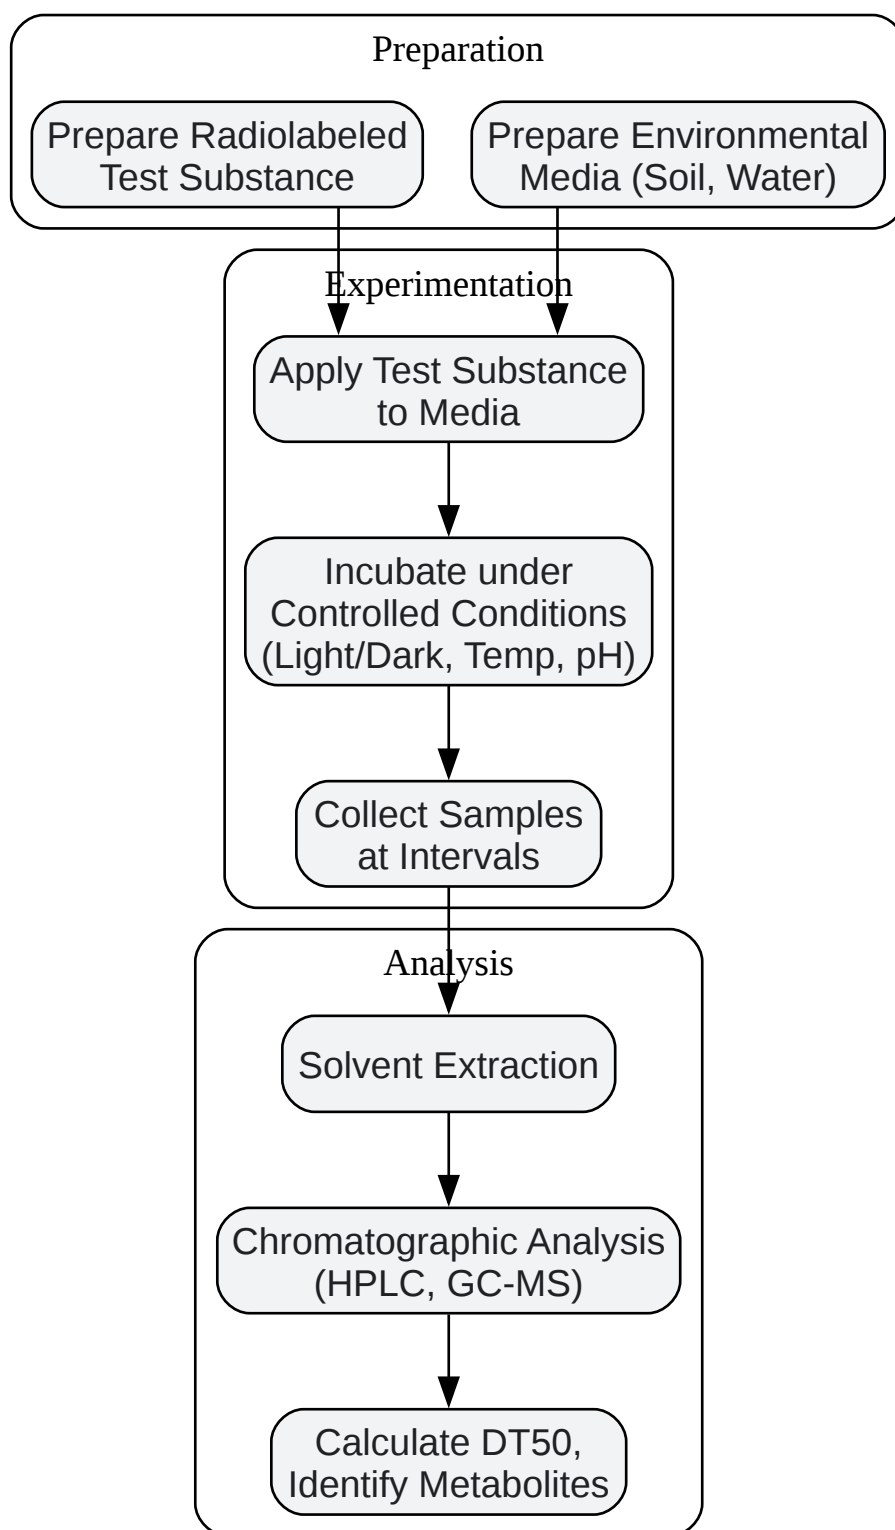 Preparation
Prepare Radiolabeled
Test Substance
Prepare Environmental
Media (Soil, Water)
Experimentation
Apply Test Substance
to Media
Incubate under
Controlled Conditions
(Light/Dark, Temp, pH)
Collect Samples
at Intervals
Analysis
Solvent Extraction
Chromatographic Analysis
(HPLC, GC-MS)
Calculate DT50,
Identify Metabolites